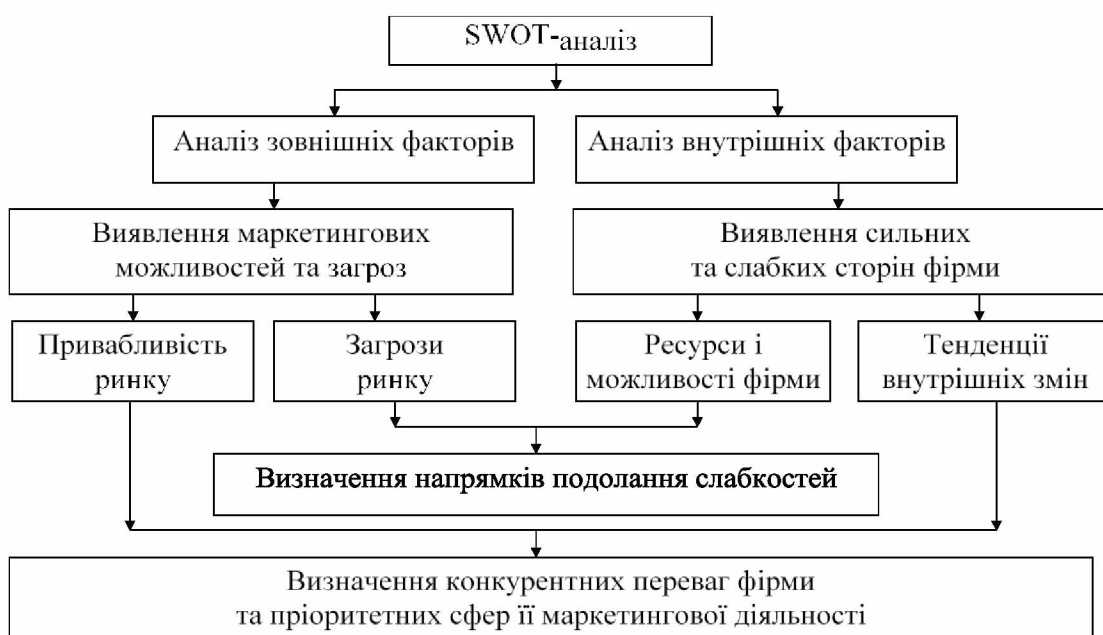 SWOT-аналіз
Аналіз зовнішніх факторів
Аналіз внутрішніх факторів
Виявлення маркетингових
можливостей та загроз
Виявлення сильних
та слабких сторін фірми
Привабливість
ринку
Загрози
ринку
Ресурси і
можливості фірми
Тенденції
внутрішніх змін
Визначення напрямків подолання слабкостей
Визначення конкурентних переваг фірми
та пріоритетних сфер її маркетингової діяльності